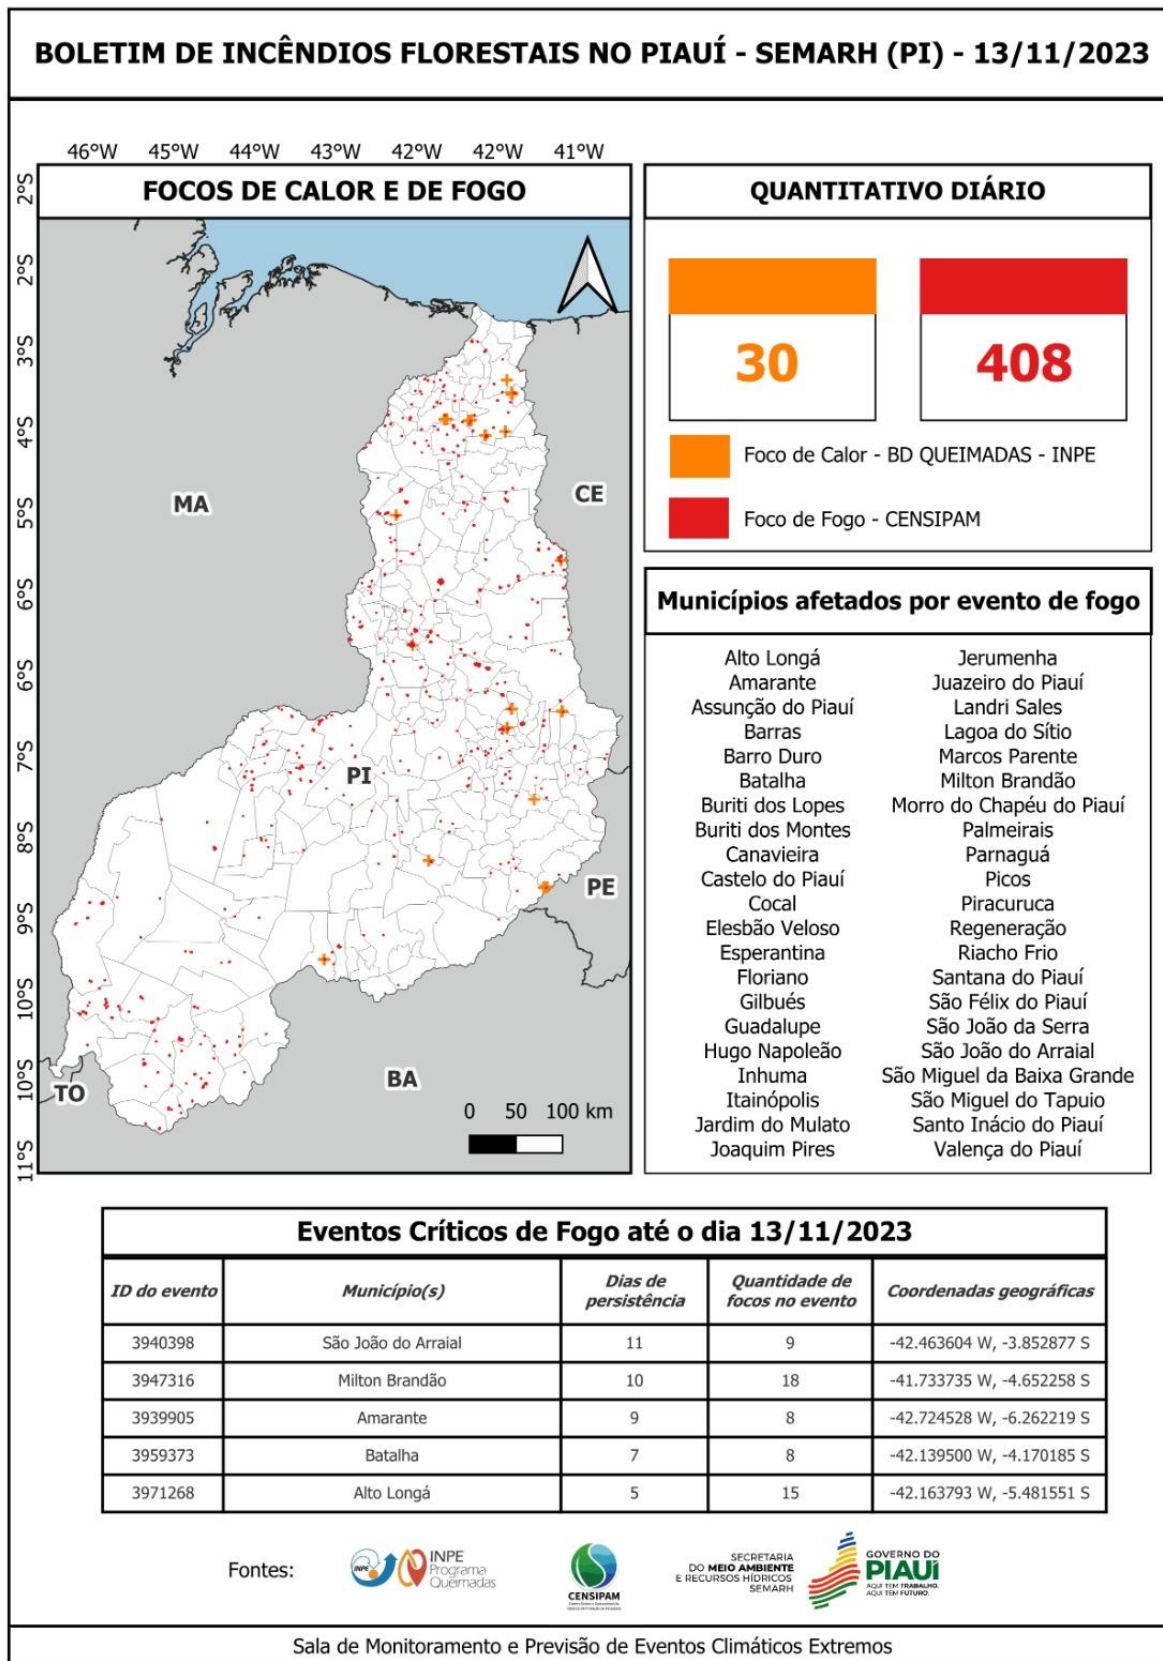 BOLETIM DE INCÊNDIOS FLORESTAIS NO PIAUÍ - SEMARH (PI) - 13/11/2023
46°W 45°W 44°W 43°W 42°W 42°W 41°W
FOCOS DE CALOR E DE FOGO
2°S
2°S
3°S
4°S
5°S
6°S
6°S
7°S
8°S
9°S
10°S
10°S
11°S
MA
CE
PI
PE
BA
TO
0 50 100 km
QUANTITATIVO DIÁRIO
30
408
Foco de Calor - BD QUEIMADAS - INPE
Foco de Fogo - CENSIPAM
Municípios afetados por evento de fogo
Alto Longá
Amarante
Assunção do Piauí
Barras
Barro Duro
Batalha
Buriti dos Lopes
Buriti dos Montes
Canavieira
Castelo do Piauí
Cocal
Elesbão Veloso
Esperantina
Floriano
Gilbués
Guadalupe
Hugo Napoleão
Inhuma
Itainópolis
Jardim do Mulato
Joaquim Pires
Jerumenha
Juazeiro do Piauí
Landri Sales
Lagoa do Sítio
Marcos Parente
Milton Brandão
Morro do Chapéu do Piauí
Palmeirais
Parnaguá
Picos
Piracuruca
Regeneração
Riacho Frio
Santana do Piauí
São Félix do Piauí
São João da Serra
São João do Arraial
São Miguel da Baixa Grande
São Miguel do Tapuio
Santo Inácio do Piauí
Valença do Piauí
Eventos Críticos de Fogo até o dia 13/11/2023
ID do evento Município(s) Dias de persistência Quantidade de focos no evento Coordenadas geográficas
3940398 São João do Arraial 11 9 -42.463604 W, -3.852877 S
3947316 Milton Brandão 10 18 -41.733735 W, -4.652258 S
3939905 Amarante 9 8 -42.724528 W, -6.262219 S
3959373 Batalha 7 8 -42.139500 W, -4.170185 S
3971268 Alto Longá 5 15 -42.163793 W, -5.481551 S
Fontes:
INPE
INPE
Programa
Queimadas
CENSIPAM
SECRETARIA
DO MEIO AMBIENTE
E RECURSOS HÍDRICOS
SEMARH
GOVERNO DO
PIAUÍ
AQUI TEM TRABALHO.
AQUI TEM FUTURO.
Sala de Monitoramento e Previsão de Eventos Climáticos Extremos